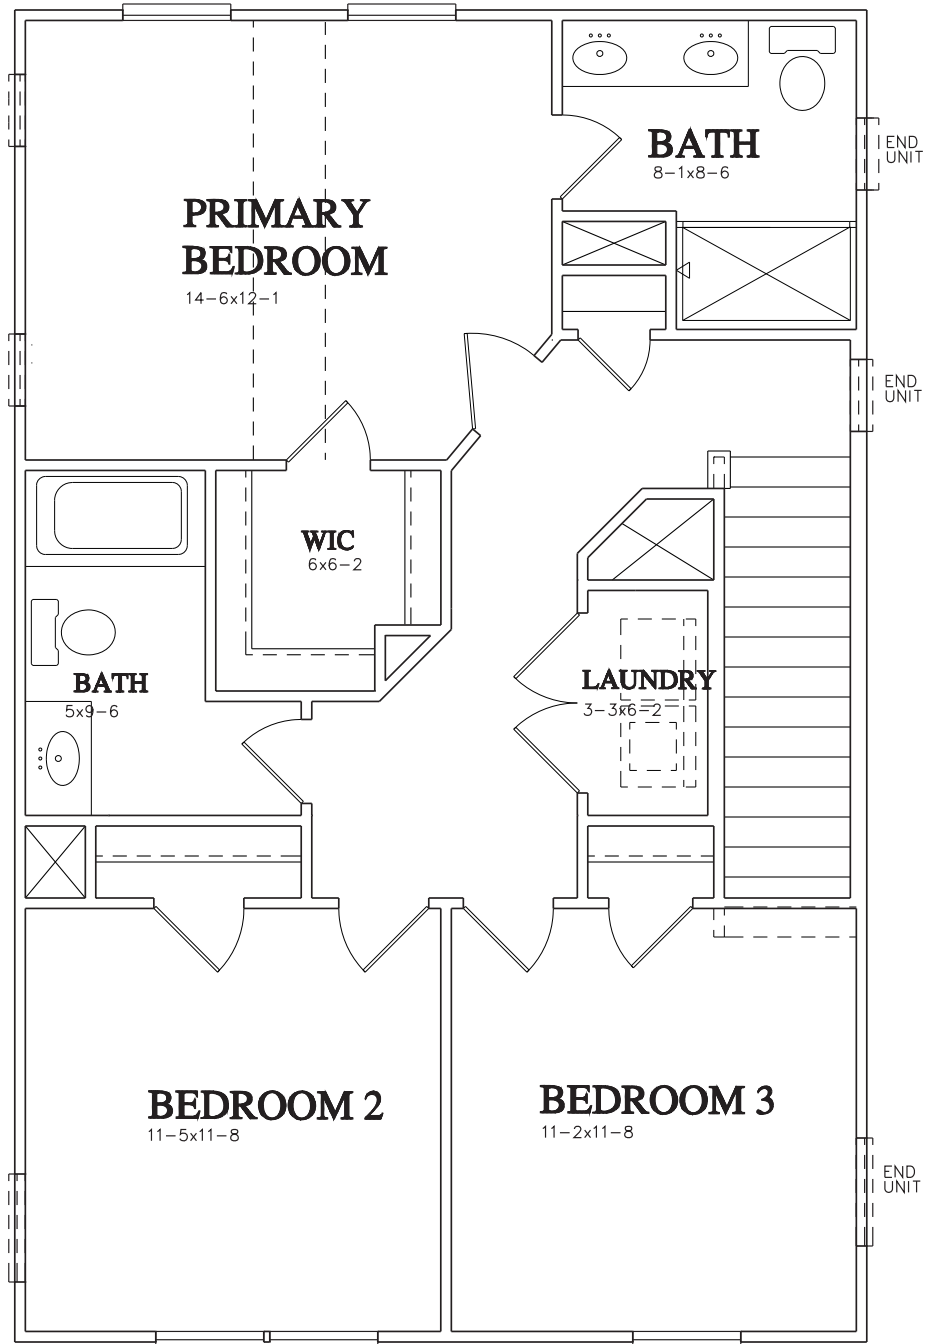 BATH
8-1x8-6
END
UNIT
PRIMARY
BEDROOM
14-6x12-1
END
UNIT
WIC
6x6-2
BATH
5x9-6
LAUNDRY
3-3x6-2
BEDROOM 2
11-5x11-8
BEDROOM 3
11-2x11-8
END
UNIT